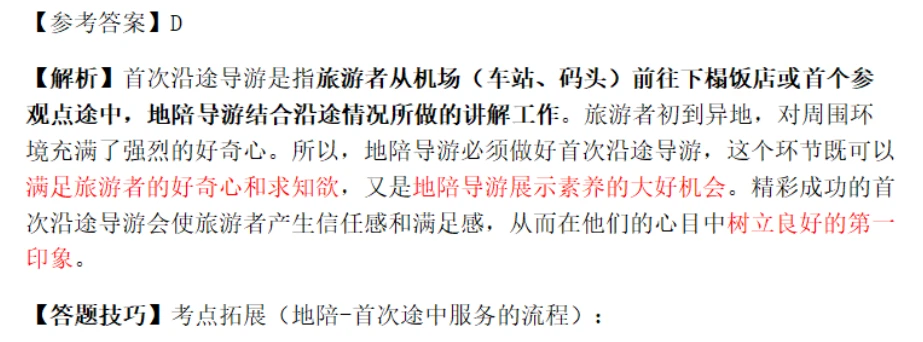 【参考答案】D
【解析】首次沿途导游是指旅游者从机场（车站、码头）前往下榻饭店或首个参
观点途中，地陪导游结合沿途情况所做的讲解工作。旅游者初到异地，对周围环
境充满了强烈的好奇心。所以，地陪导游必须做好首次沿途导游，这个环节既可以
满足旅游者的好奇心和求知欲，又是地陪导游展示素养的大好机会。精彩成功的首
次沿途导游会使旅游者产生信任感和满足感，从而在他们的心目中树立良好的第一
印象。
【答题技巧】考点拓展（地陪-首次途中服务的流程）：